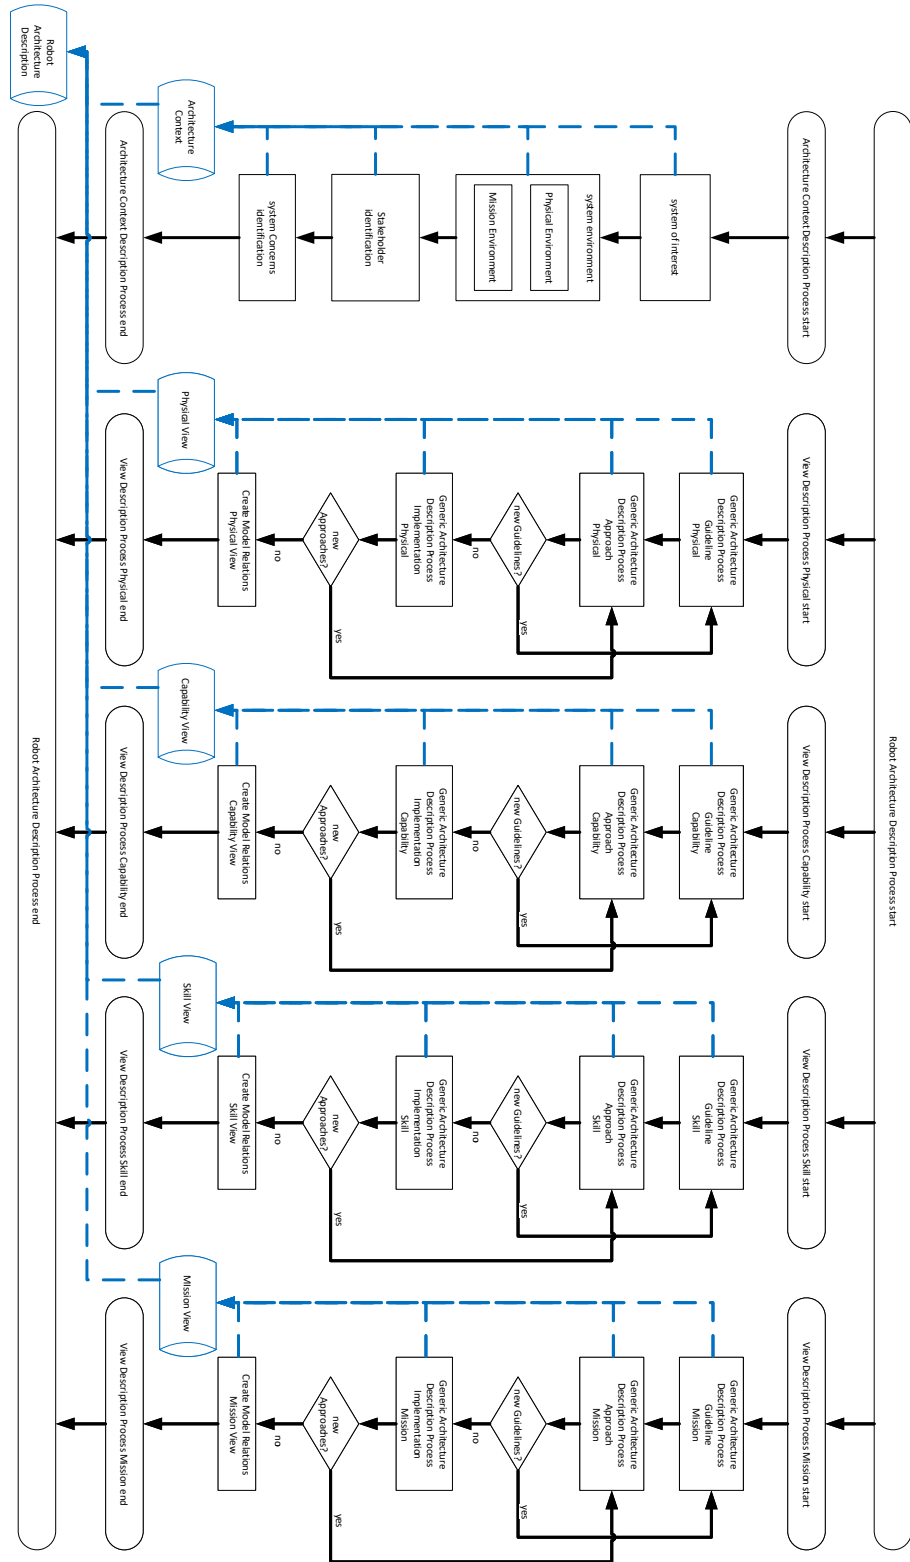 Robot Architecture Description Process start
Architecture Context Description Process start
system of interest
system environment
Physical Environment
Mission Environment
Stakeholder
identification
system Concerns
identification
Architecture
Context
Architecture Context Description Process end
View Description Process Physical start
Generic Architecture
Description Process
Guideline
Physical
Generic Architecture
Description Process
Approach
Physical
new Guidelines?
yes
no
Generic Architecture
Description Process
Implementation
Physical
new
Approaches?
yes
no
Create Model Relations
Physical View
Physical View
View Description Process Physical end
View Description Process Capability start
Generic Architecture
Description Process
Guideline
Capability
Generic Architecture
Description Process
Approach
Capability
new Guidelines?
yes
no
Generic Architecture
Description Process
Implementation
Capability
new
Approaches?
yes
no
Create Model Relations
Capability View
Capability View
View Description Process Capability end
View Description Process Skill start
Generic Architecture
Description Process
Guideline
Skill
Generic Architecture
Description Process
Approach
Skill
new Guidelines?
yes
no
Generic Architecture
Description Process
Implementation
Skill
new
Approaches?
yes
no
Create Model Relations
Skill View
Skill View
View Description Process Skill end
View Description Process Mission start
Generic Architecture
Description Process
Guideline
Mission
Generic Architecture
Description Process
Approach
Mission
new Guidelines?
yes
no
Generic Architecture
Description Process
Implementation
Mission
new
Approaches?
yes
no
Create Model Relations
Mission View
MIssion View
View Description Process Mission end
Robot Architecture Description Process end
Robot
Architecture
Description